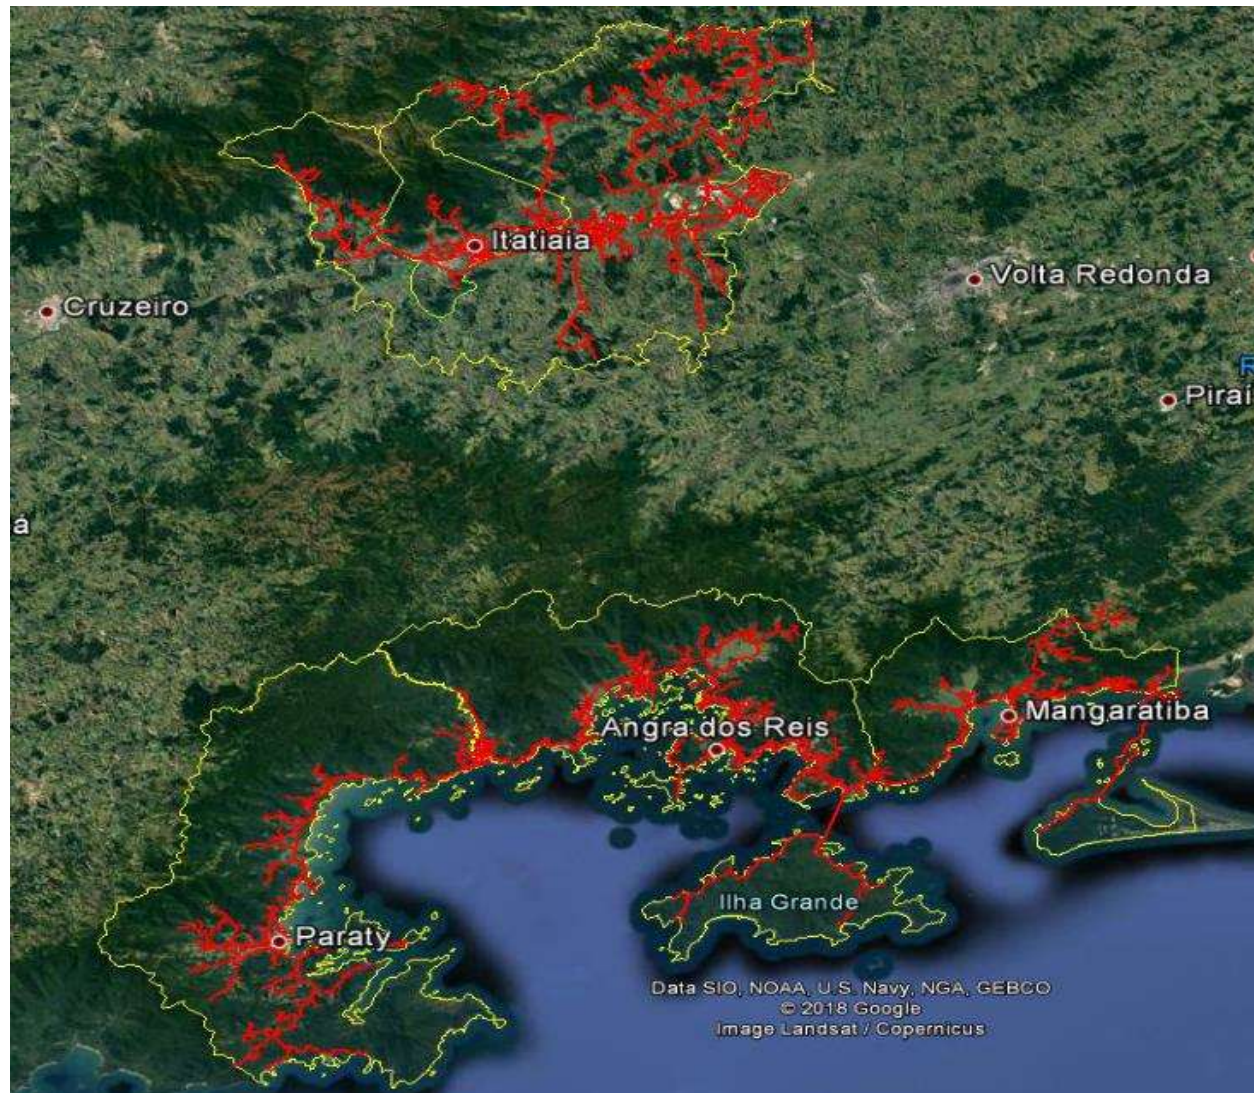 Itatiaia
Volta Redonda
Cruzeiro
R
Pirai
á
Mangaratiba
Angra dos Reis
Ilha Grande
Paraty
Data SIO, NOAA, U.S. Navy, NGA, GEBCO
© 2018 Google
Image Landsat / Copernicus